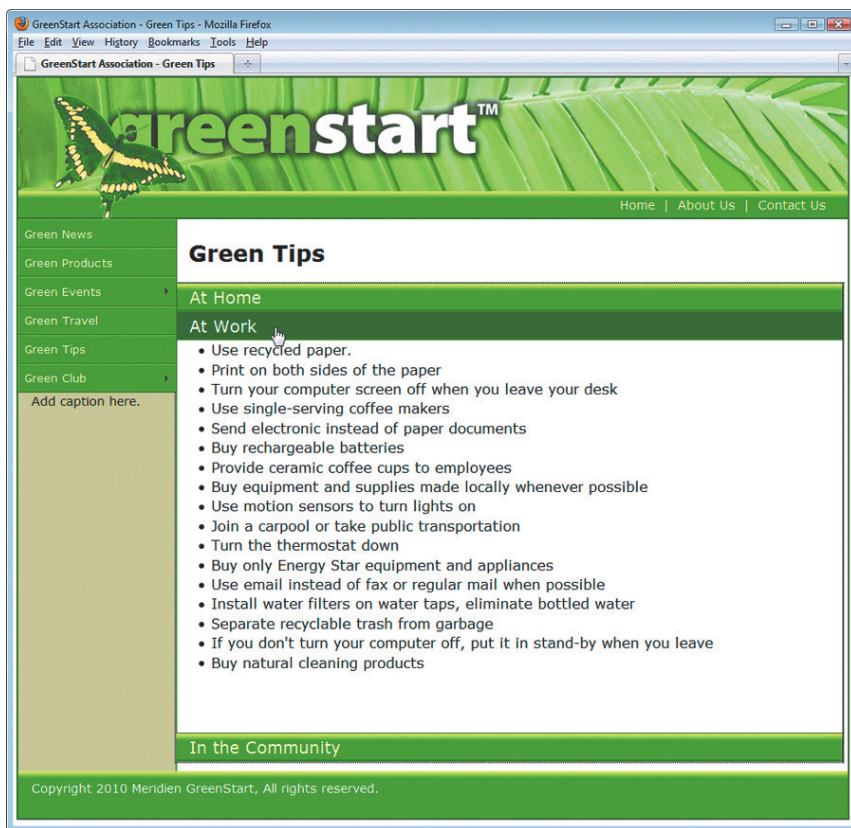 GreenStart Association - Green Tips - Mozilla Firefox
File Edit View History Bookmarks Tools Help
GreenStart Association - Green Tips
greenstart™
Home | About Us | Contact Us
Green News
Green Products
Green Events
Green Travel
Green Tips
Green Club
Add caption here.
Green Tips
At Home
At Work
• Use recycled paper.
• Print on both sides of the paper
• Turn your computer screen off when you leave your desk
• Use single-serving coffee makers
• Send electronic instead of paper documents
• Buy rechargeable batteries
• Provide ceramic coffee cups to employees
• Buy equipment and supplies made locally whenever possible
• Use motion sensors to turn lights on
• Join a carpool or take public transportation
• Turn the thermostat down
• Buy only Energy Star equipment and appliances
• Use email instead of fax or regular mail when possible
• Install water filters on water taps, eliminate bottled water
• Separate recyclable trash from garbage
• If you don't turn your computer off, put it in stand-by when you leave
• Buy natural cleaning products
In the Community
Copyright 2010 Meridien GreenStart, All rights reserved.